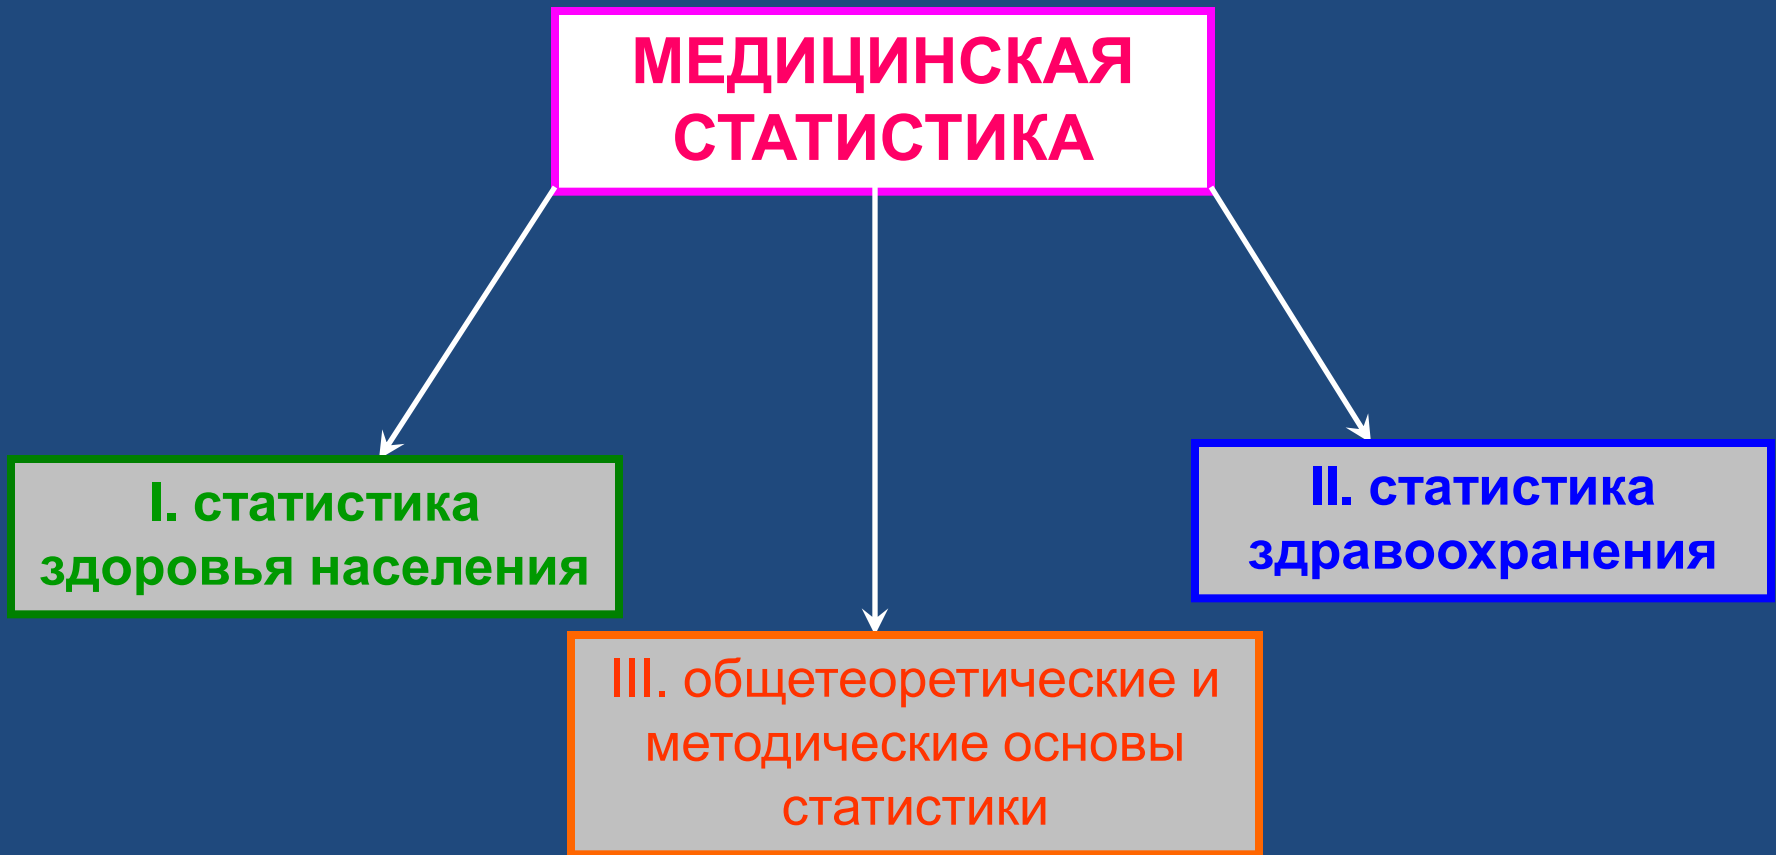 МЕДИЦИНСКАЯ
СТАТИСТИКА
I. статистика
здоровья населения
II. статистика
здравоохранения
III. общетеоретические и
методические основы
статистики